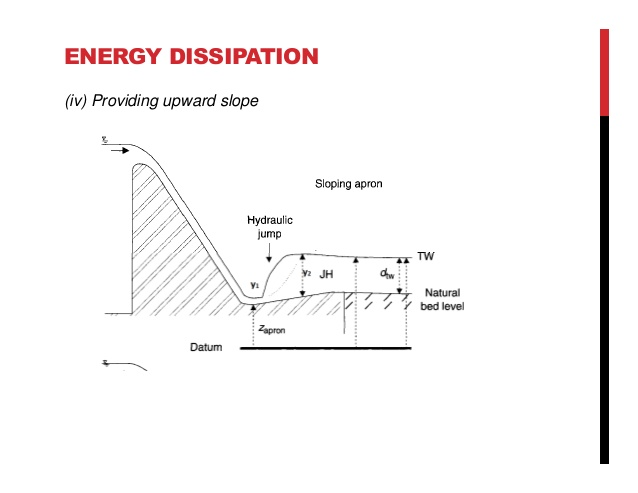 ENERGY DISSIPATION
(iv) Providing upward slope
Sloping apron
Hydraulic
jump
TW
y₁
y₂
JH
dtw
Natural
bed level
zapron
Datum